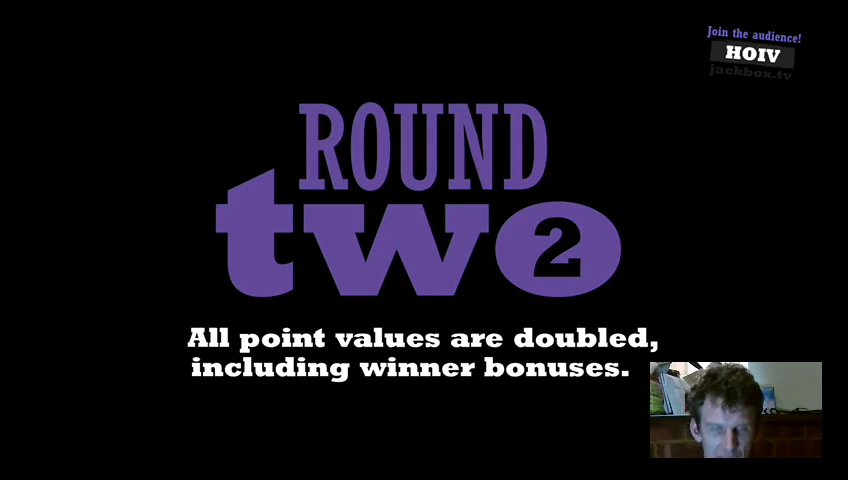 Join the audience!
HOIV
jackbox.tv
ROUND
two
2
All point values are doubled,
including winner bonuses.